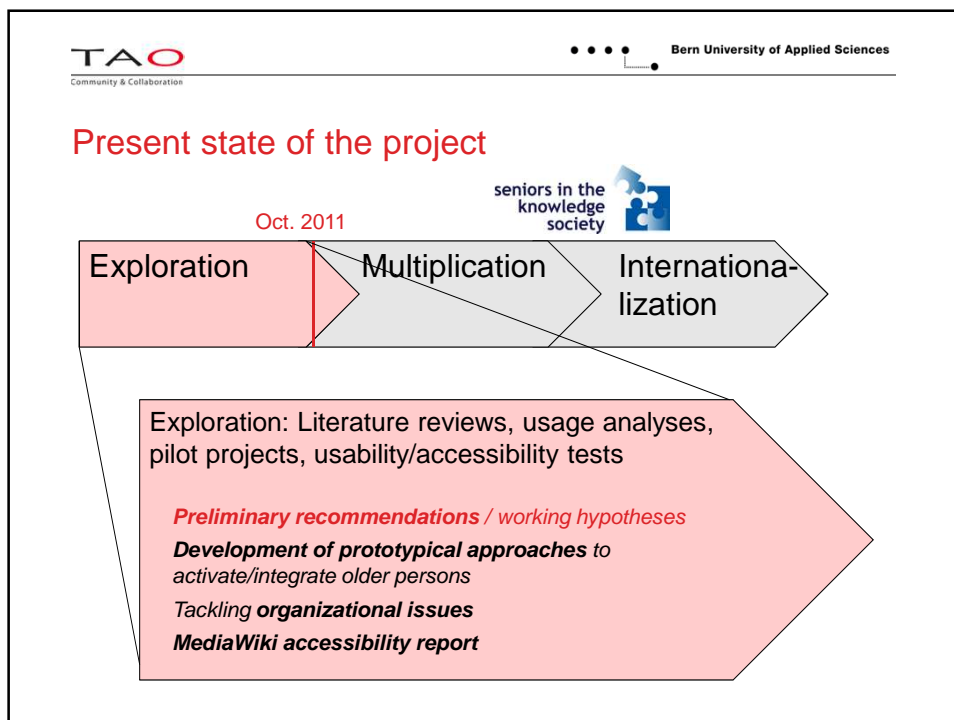 TAO
Community & Collaboration
Bern University of Applied Sciences
Present state of the project
seniors in the
knowledge
society
Oct. 2011
Exploration
Multiplication
Internationa-
lization
Exploration: Literature reviews, usage analyses,
pilot projects, usability/accessibility tests
Preliminary recommendations / working hypotheses
Development of prototypical approaches to
activate/integrate older persons
Tackling organizational issues
MediaWiki accessibility report